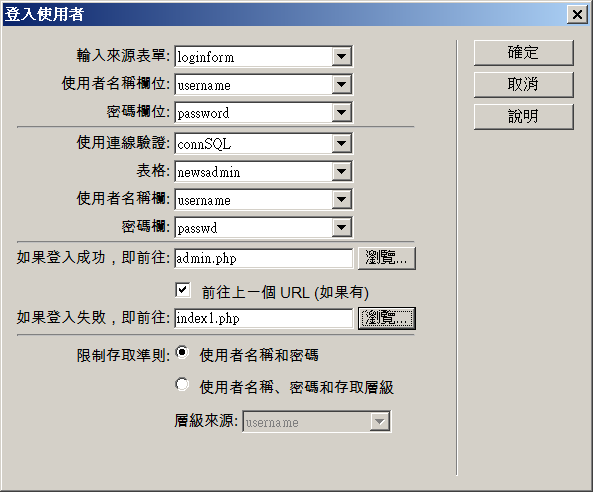 登入使用者
輸入來源表單: loginform
確定
使用者名稱欄位: username
取消
密碼欄位: password
說明
使用連線驗證: connSQL
表格: newsadmin
使用者名稱欄: username
密碼欄: passwd
如果登入成功，即前往: admin.php 瀏覽...
前往上一個 URL (如果有)
如果登入失敗，即前往: index1.php 瀏覽...
限制存取準則: 使用者名稱和密碼
使用者名稱、密碼和存取層級
層級來源: username